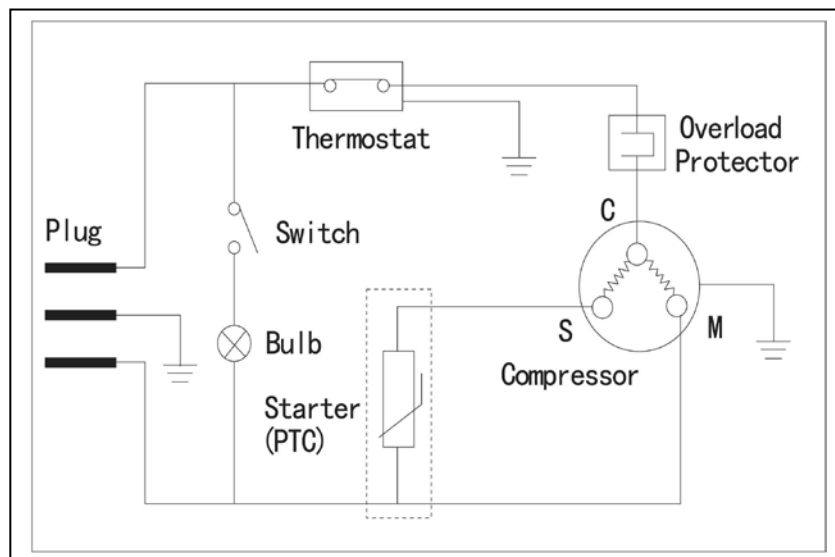 Thermostat
Overload
Protector
C
Plug
Switch
S
M
Bulb
Compressor
Starter
(PTC)